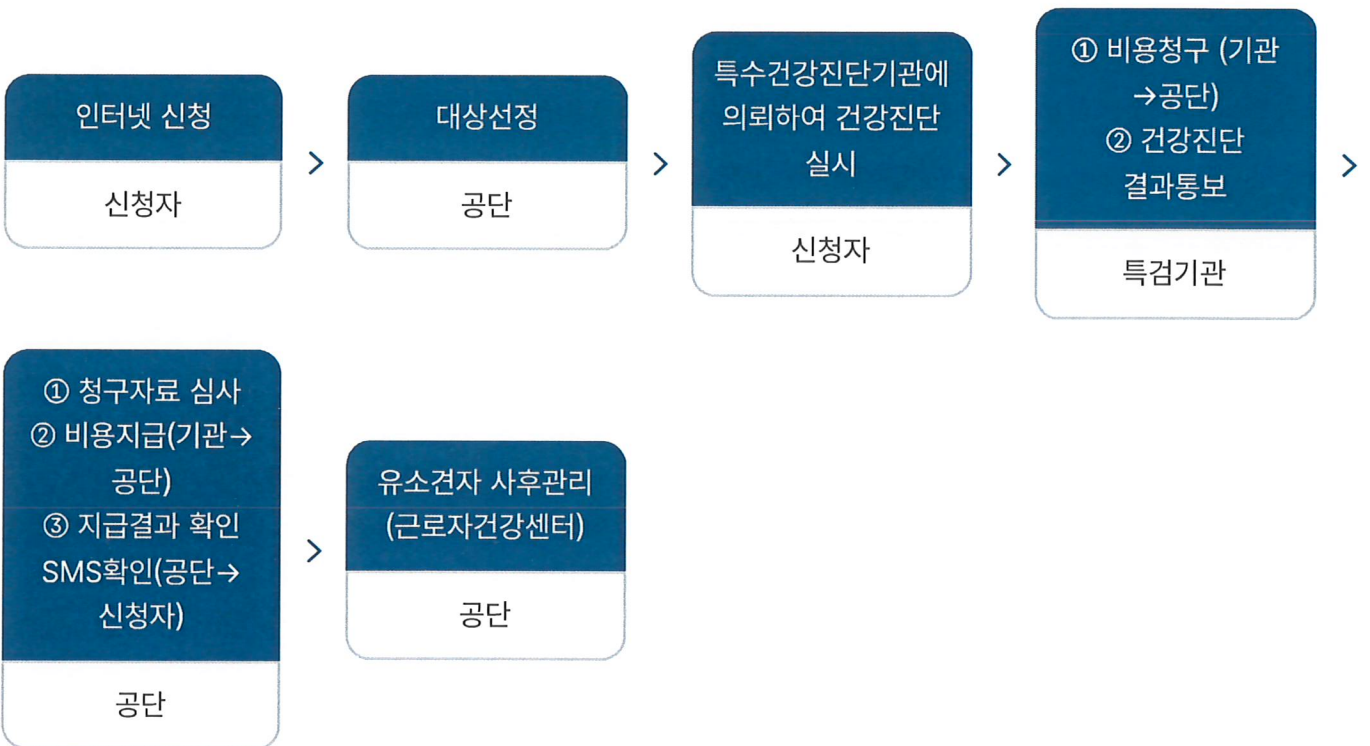 인터넷 신청
신청자
>
대상선정
공단
>
특수건강진단기관에
의뢰하여 건강진단
실시
신청자
>
① 비용청구 (기관
→공단)
② 건강진단
결과통보
특검기관
>
① 청구자료 심사
② 비용지급(기관→
공단)
③ 지급결과 확인
SMS확인(공단→
신청자)
공단
>
유소견자 사후관리
(근로자건강센터)
공단